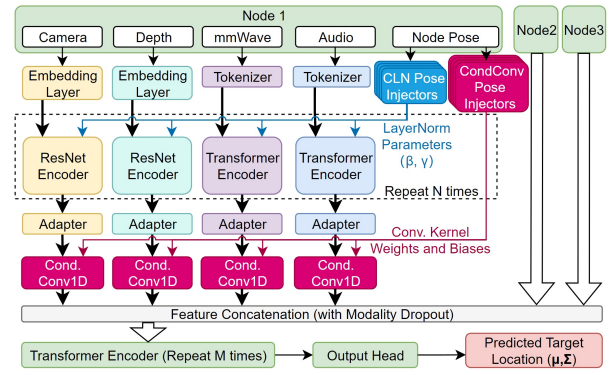 Node 1
Camera
Depth
mmWave
Audio
Node Pose
Node2
Node3
Embedding
Layer
Embedding
Layer
Tokenizer
Tokenizer
CLN Pose
Injectors
CondConv
Pose
Injectors
LayerNorm
Parameters
(β, γ)
ResNet
Encoder
ResNet
Encoder
Transformer
Encoder
Transformer
Encoder
Repeat N times
Adapter
Adapter
Adapter
Adapter
Conv. Kernel
Weights and Biases
Cond.
Conv1D
Cond.
Conv1D
Cond.
Conv1D
Cond.
Conv1D
Feature Concatenation (with Modality Dropout)
Transformer Encoder (Repeat M times)
Output Head
Predicted Target
Location (μ,Σ)